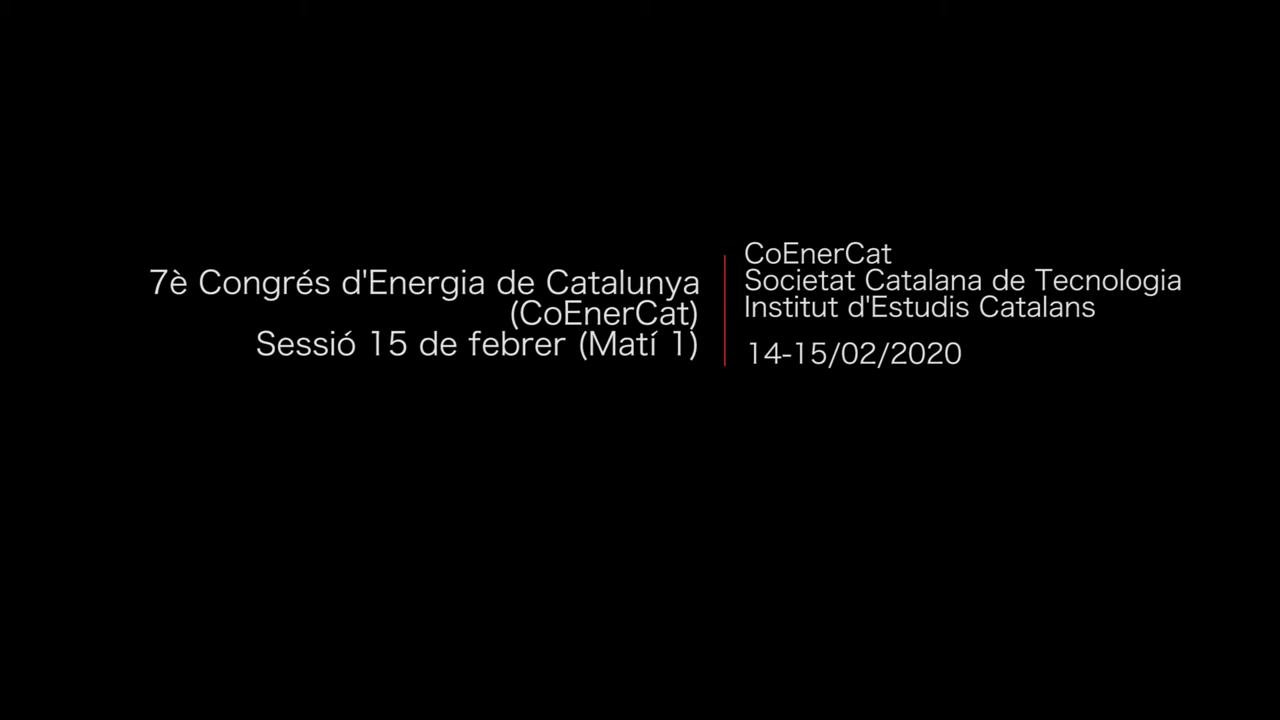 7è Congrés d'Energia de Catalunya
(CoEnerCat)
Sessió 15 de febrer (Matí 1)
CoEnerCat
Societat Catalana de Tecnologia
Institut d'Estudis Catalans
14-15/02/2020